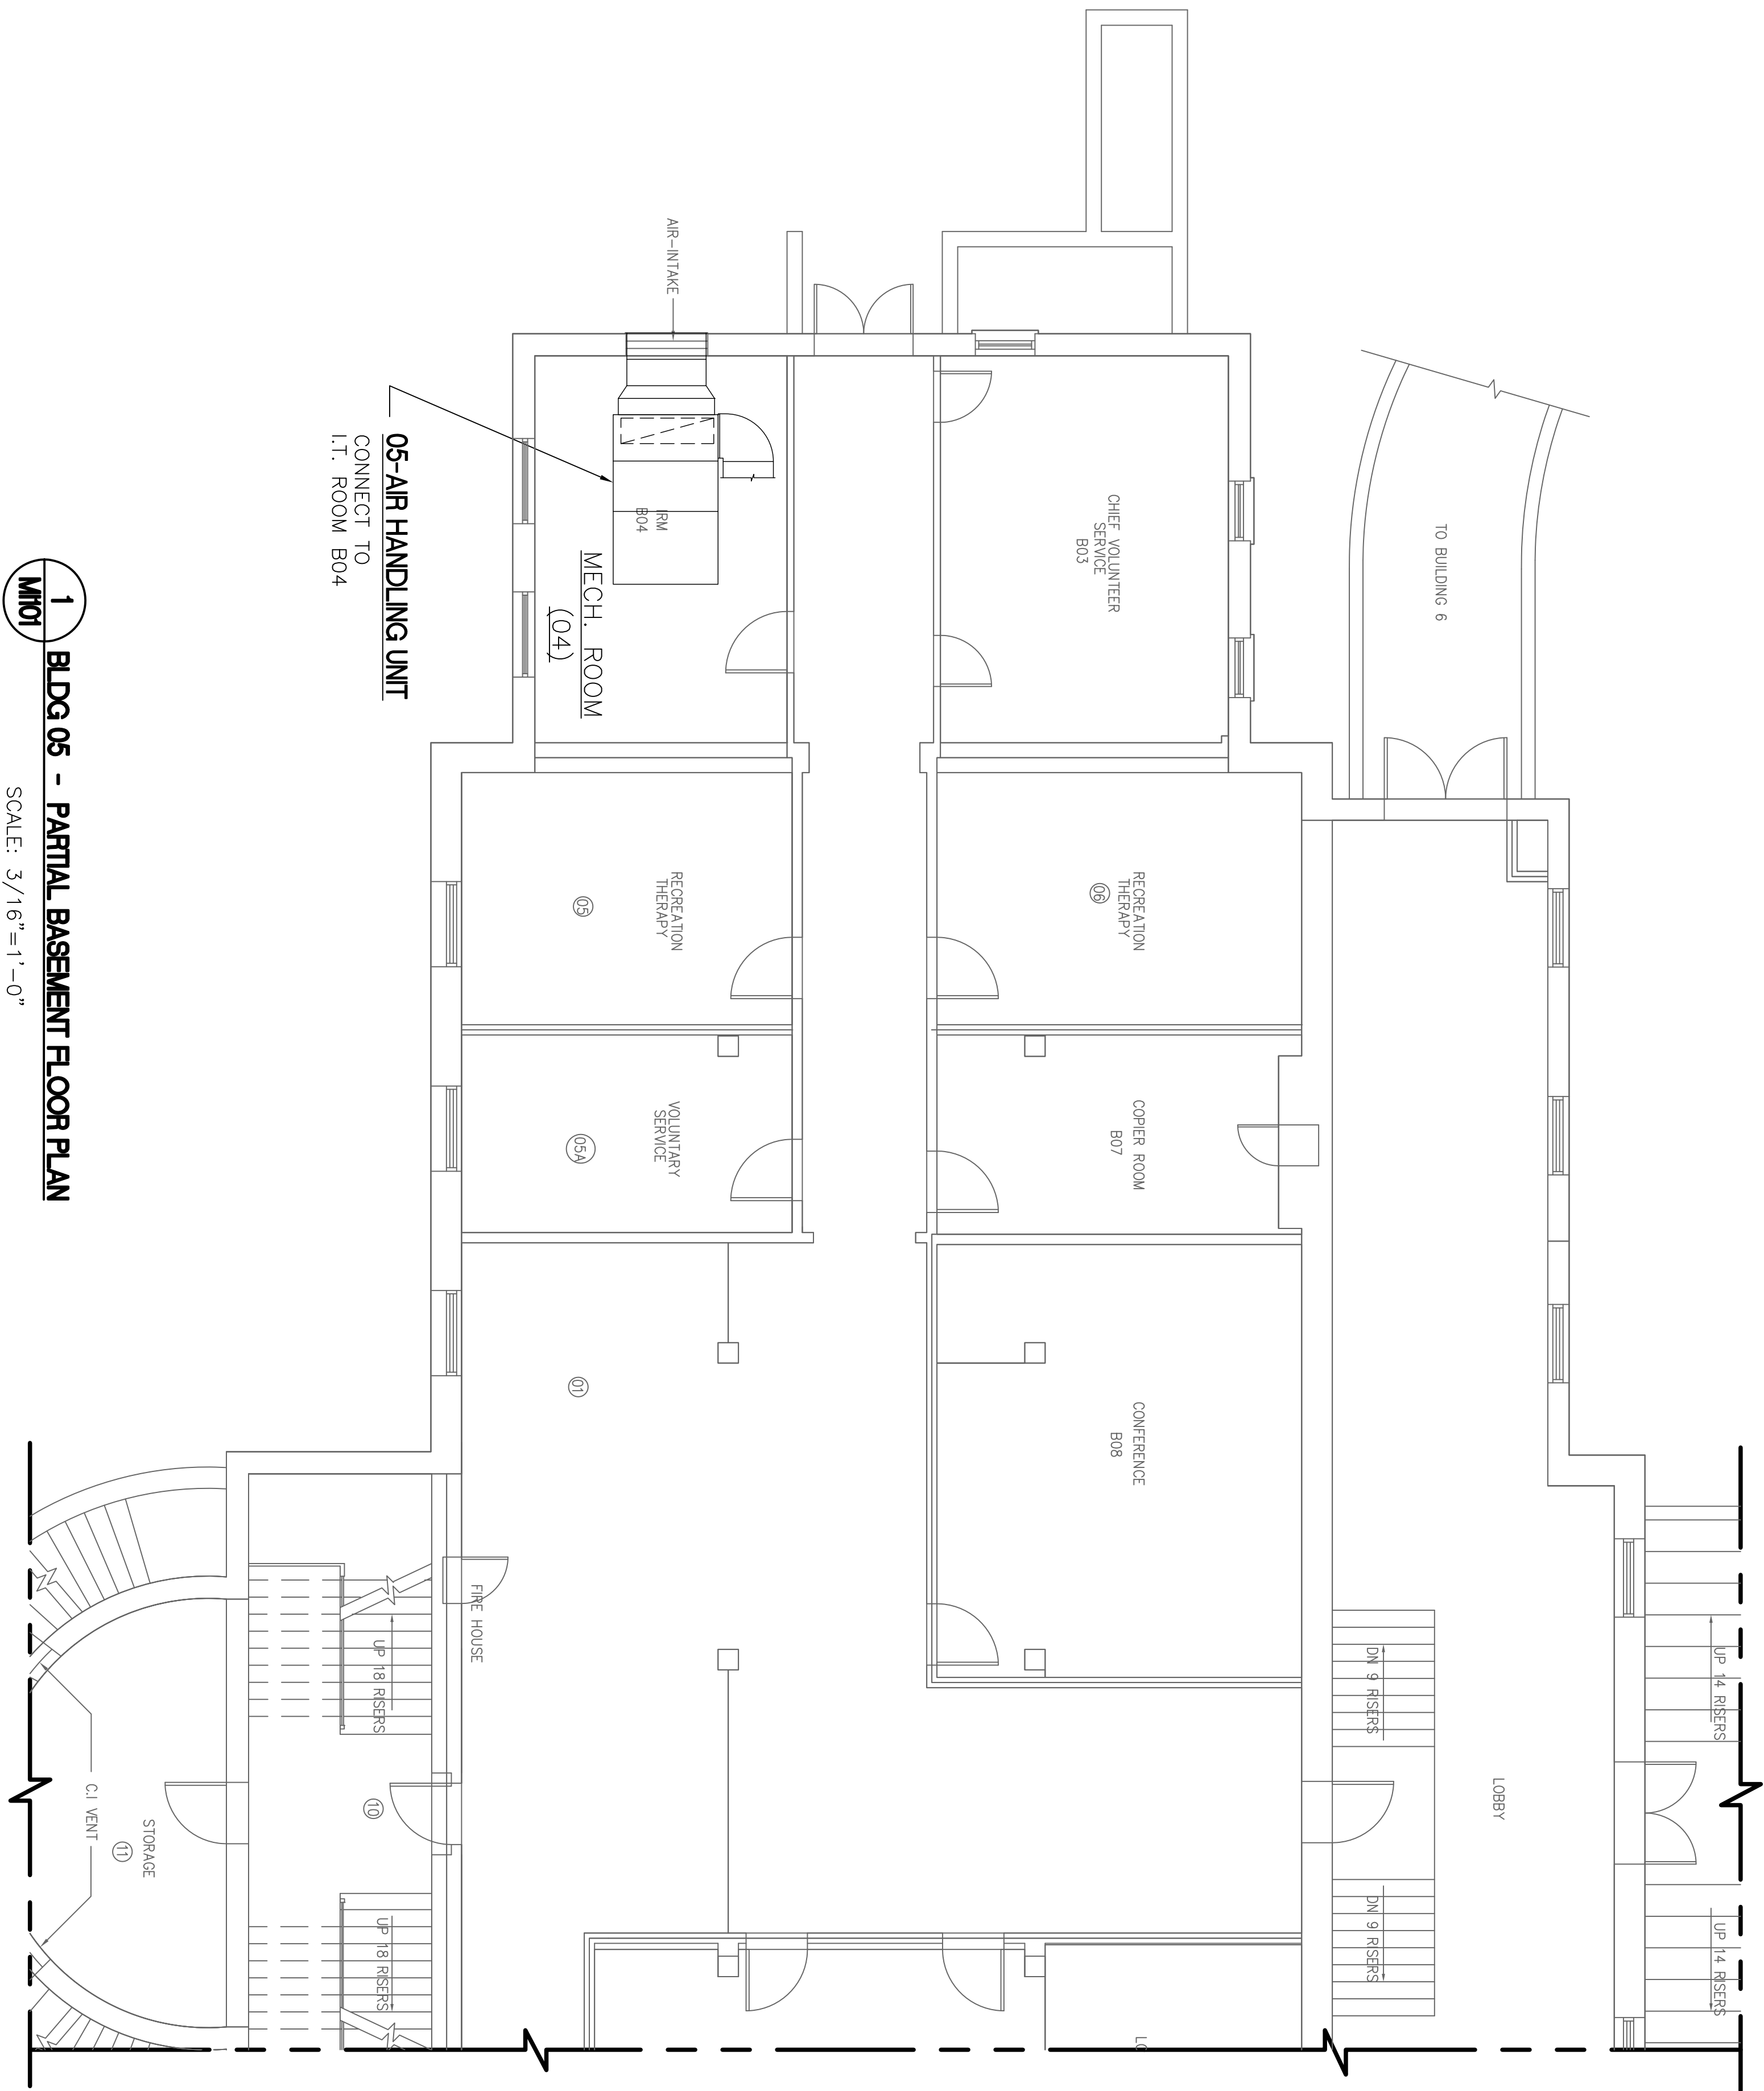 TO BUILDING 6
UP 14 RISERS
UP 14 RISERS
LOBBY
DN 9 RISERS
DN 9 RISERS
CHIEF VOLUNTEER
SERVICE
B03
RECREATION
THERAPY
06
COPIER ROOM
B07
CONFERENCE
B08
LO
AIR-INTAKE
IRM
B04
MECH. ROOM
(04)
RECREATION
THERAPY
05
VOLUNTARY
SERVICE
05A
01
FIRE HOUSE
05-AIR HANDLING UNIT
CONNECT TO
I.T. ROOM B04
UP 18 RISERS
10
UP 18 RISERS
STORAGE
11
C.I VENT
1
MH101
BLDG 05 - PARTIAL BASEMENT FLOOR PLAN
SCALE: 3/16"=1'-0"